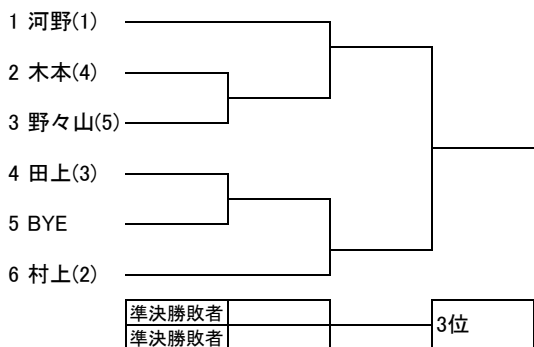 1 河野(1)
2 木本(4)
3 野々山(5)
4 田上(3)
5 BYE
6 村上(2)
準決勝敗者
3位
準決勝敗者